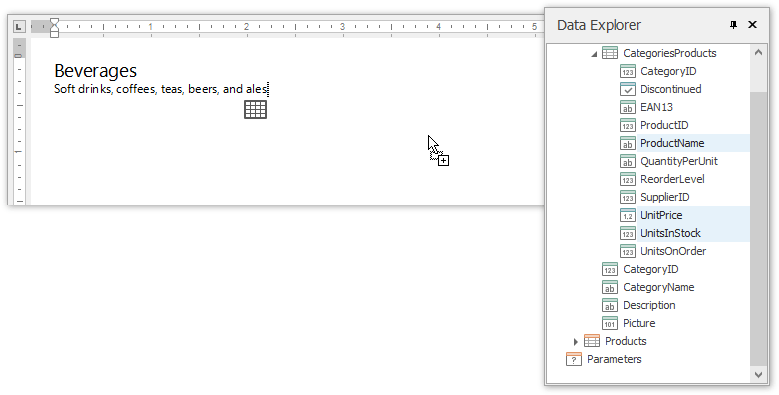 L 1 2 3 4 5
Beverages
Soft drinks, coffees, teas, beers, and ales
Data Explorer
CategoriesProducts
123 CategoryID
Discontinued
ab EAN13
123 ProductID
ab ProductName
ab QuantityPerUnit
123 ReorderLevel
123 SupplierID
1.2 UnitPrice
123 UnitsInStock
123 UnitsOnOrder
123 CategoryID
ab CategoryName
ab Description
101 Picture
Products
? Parameters